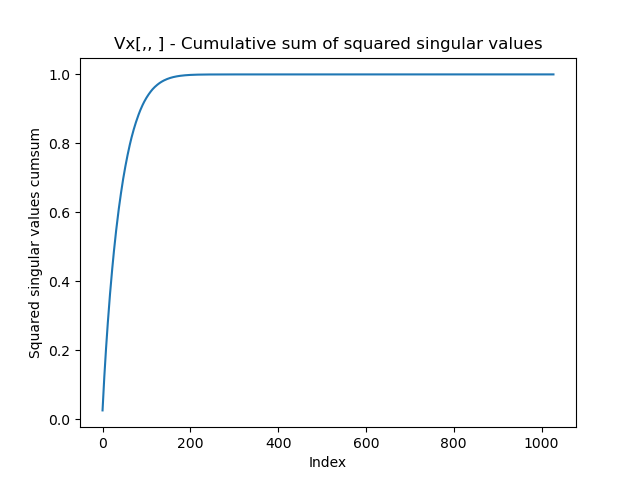 Vx[,, ] - Cumulative sum of squared singular values
1.0
0.8
0.6
0.4
0.2
0.0
Squared singular values cumsum
0 200 400 600 800 1000
Index